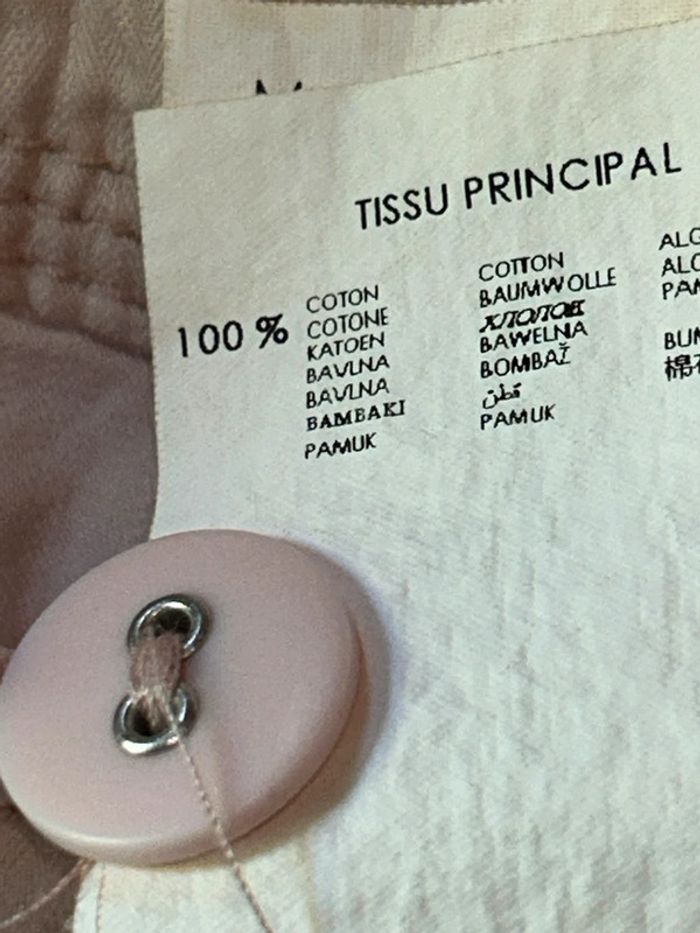 TISSU PRINCIPAL
100 %
COTON
COTONE
KATOEN
BAVLNA
BAVLNA
BAMBAKI
PAMUK
COTTON
BAUMWOLLE
ХЛОПОК
BAWELNA
BOMBAŽ
قطن
PAMUK